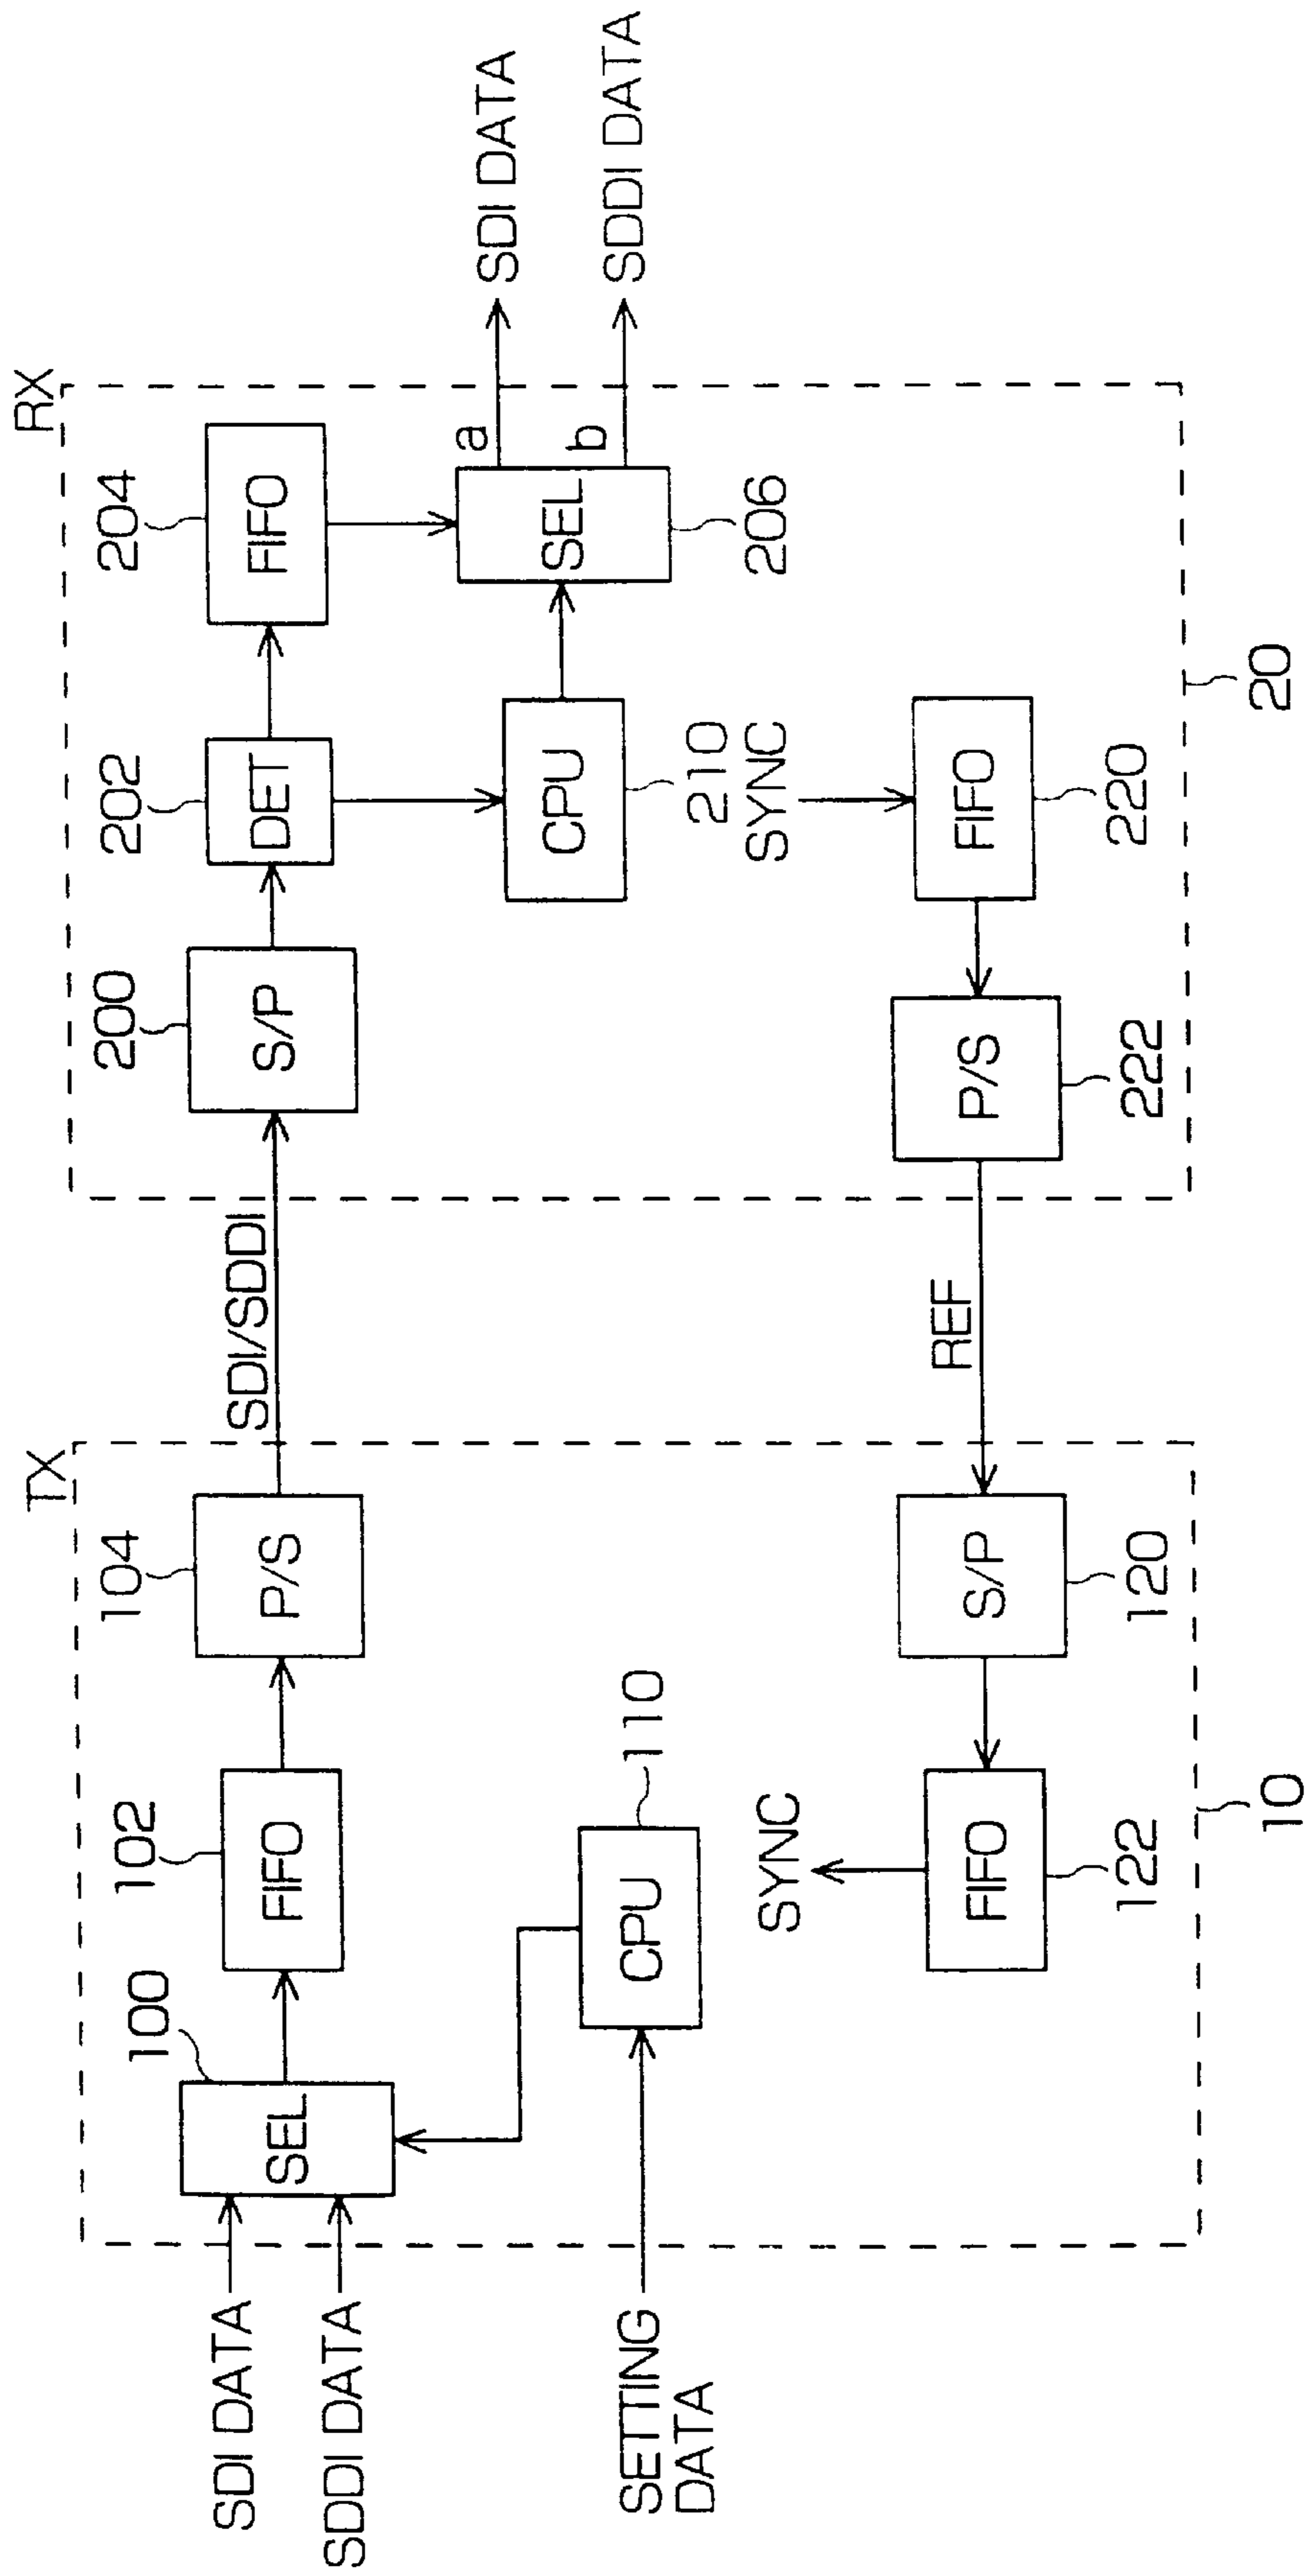 TX
RX
SDI DATA
SDDI DATA
100
SEL
102
FIFO
104
P/S
SDI/SDDI
200
S/P
202
DET
204
FIFO
SETTING
DATA
CPU
110
CPU
210
SEL
206
a
b
SDI DATA
SDDI DATA
SYNC
FIFO
122
S/P
120
REF
P/S
222
SYNC
FIFO
220
10
20